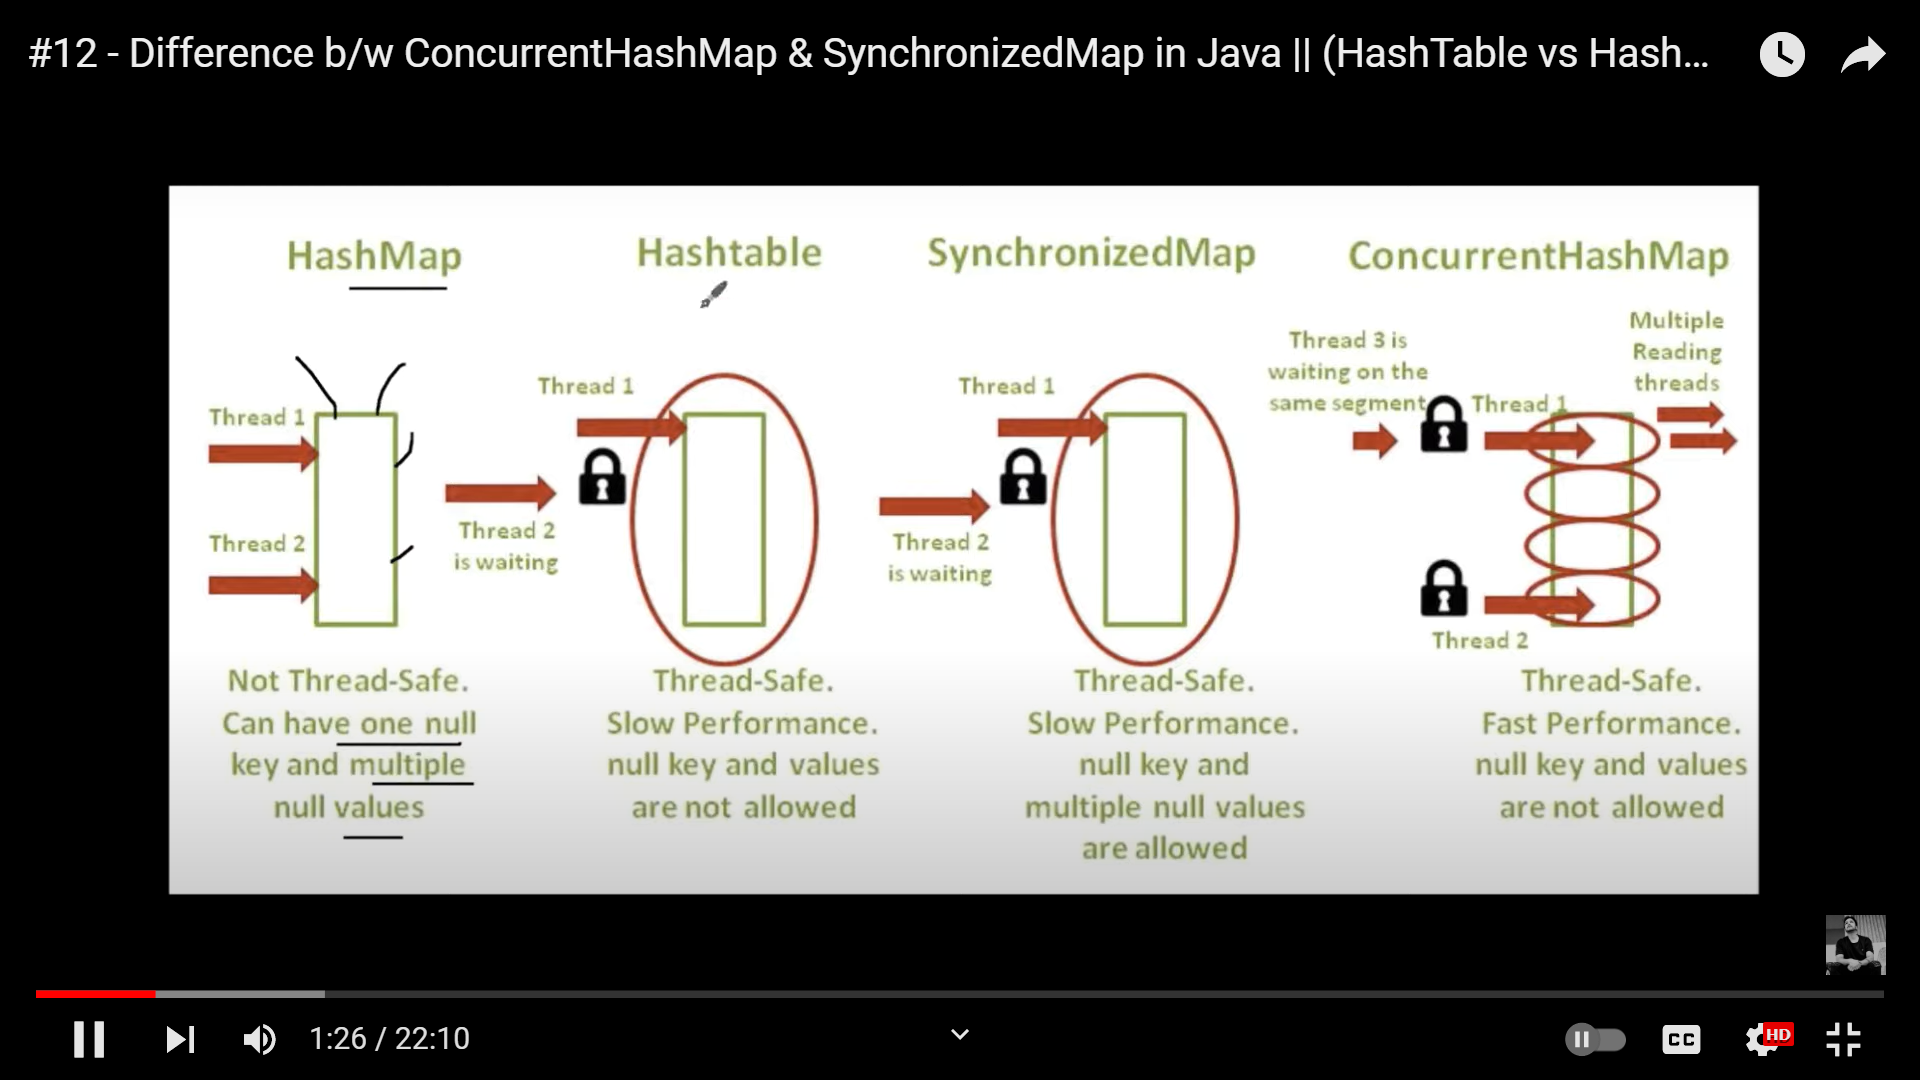 #12 - Difference b/w ConcurrentHashMap & SynchronizedMap in Java || (HashTable vs Hash...
HashMap
Thread 1
Thread 2
Not Thread-Safe.
Can have one null
key and multiple
null values
Hashtable
Thread 1
Thread 2
is waiting
Thread-Safe.
Slow Performance.
null key and values
are not allowed
SynchronizedMap
Thread 1
Thread 2
is waiting
Thread-Safe.
Slow Performance.
null key and
multiple null values
are allowed
ConcurrentHashMap
Thread 3 is
waiting on the
same segment
Thread 1
Multiple
Reading
threads
Thread 2
Thread-Safe.
Fast Performance.
null key and values
are not allowed
1:26 / 22:10
CC
HD